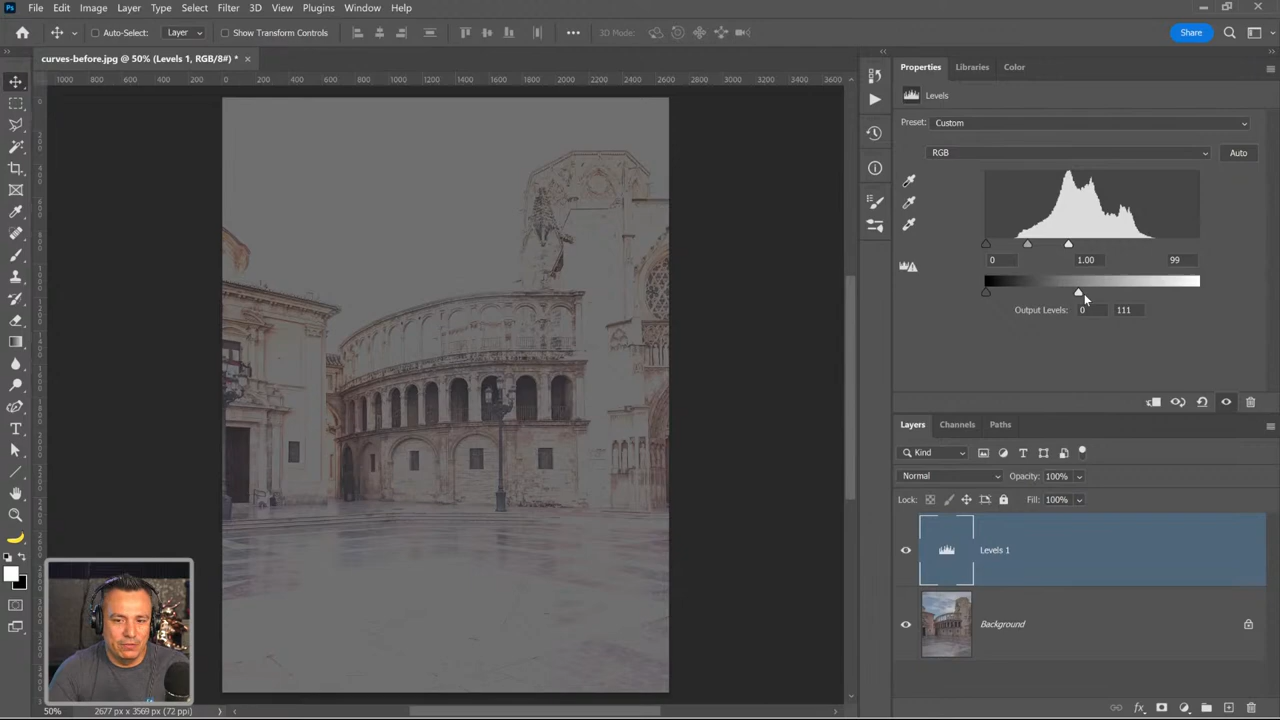 Ps File Edit Image Layer Type Select Filter 3D View Plugins Window Help
Auto-Select: Layer Show Transform Controls 3D Mode: Share
curves-before.jpg @ 50% (Levels 1, RGB/8#) * ×
1000 800 600 400 200 0 200 400 600 800 1000 1200 1400 1600 1800 2000 2200 2400 2600 2800 3000 3200 3400 3600
Properties Libraries Color
Levels
Preset: Custom
RGB Auto
0 1.00 99
Output Levels: 0 111
Layers Channels Paths
Kind
Normal Opacity: 100%
Lock: Fill: 100%
Levels 1
Background
50% 2677 px x 3569 px (72 ppi)